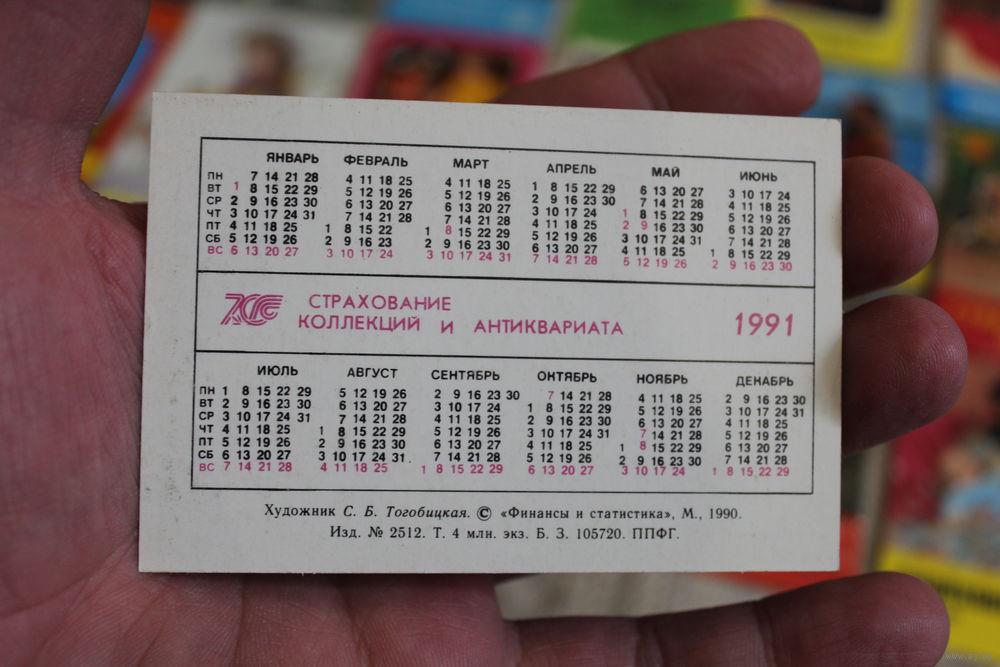 ЯНВАРЬ ФЕВРАЛЬ МАРТ АПРЕЛЬ МАЙ ИЮНЬ
ПН 7 14 21 28 4 11 18 25 4 11 18 25 1 8 15 22 29 6 13 20 27 3 10 17 24
ВТ 1 8 15 22 29 5 12 19 26 5 12 19 26 2 9 16 23 30 7 14 21 28 4 11 18 25
СР 2 9 16 23 30 6 13 20 27 6 13 20 27 3 10 17 24 1 8 15 22 29 5 12 19 26
ЧТ 3 10 17 24 31 7 14 21 28 7 14 21 28 4 11 18 25 2 9 16 23 30 6 13 20 27
ПТ 4 11 18 25 1 8 15 22 1 8 15 22 29 5 12 19 26 3 10 17 24 31 7 14 21 28
СБ 5 12 19 26 2 9 16 23 2 9 16 23 30 6 13 20 27 4 11 18 25 1 8 15 22 29
ВС 6 13 20 27 3 10 17 24 3 10 17 24 31 7 14 21 28 5 12 19 26 2 9 16 23 30
СТРАХОВАНИЕ
КОЛЛЕКЦИЙ И АНТИКВАРИАТА 1991
ИЮЛЬ АВГУСТ СЕНТЯБРЬ ОКТЯБРЬ НОЯБРЬ ДЕКАБРЬ
ПН 1 8 15 22 29 5 12 19 26 2 9 16 23 30 7 14 21 28 4 11 18 25 2 9 16 23 30
ВТ 2 9 16 23 30 6 13 20 27 3 10 17 24 1 8 15 22 29 5 12 19 26 3 10 17 24 31
СР 3 10 17 24 31 7 14 21 28 4 11 18 25 2 9 16 23 30 6 13 20 27 4 11 18 25
ЧТ 4 11 18 25 1 8 15 22 29 5 12 19 26 3 10 17 24 31 7 14 21 28 5 12 19 26
ПТ 5 12 19 26 2 9 16 23 30 6 13 20 27 4 11 18 25 1 8 15 22 29 6 13 20 27
СБ 6 13 20 27 3 10 17 24 31 7 14 21 28 5 12 19 26 2 9 16 23 30 7 14 21 28
ВС 7 14 21 28 4 11 18 25 1 8 15 22 29 6 13 20 27 3 10 17 24 1 8 15 22 29
Художник С. Б. Тогобицкая. © «Финансы и статистика», М., 1990.
Изд. № 2512. Т. 4 млн. экз. Б. З. 105720. ППФГ.